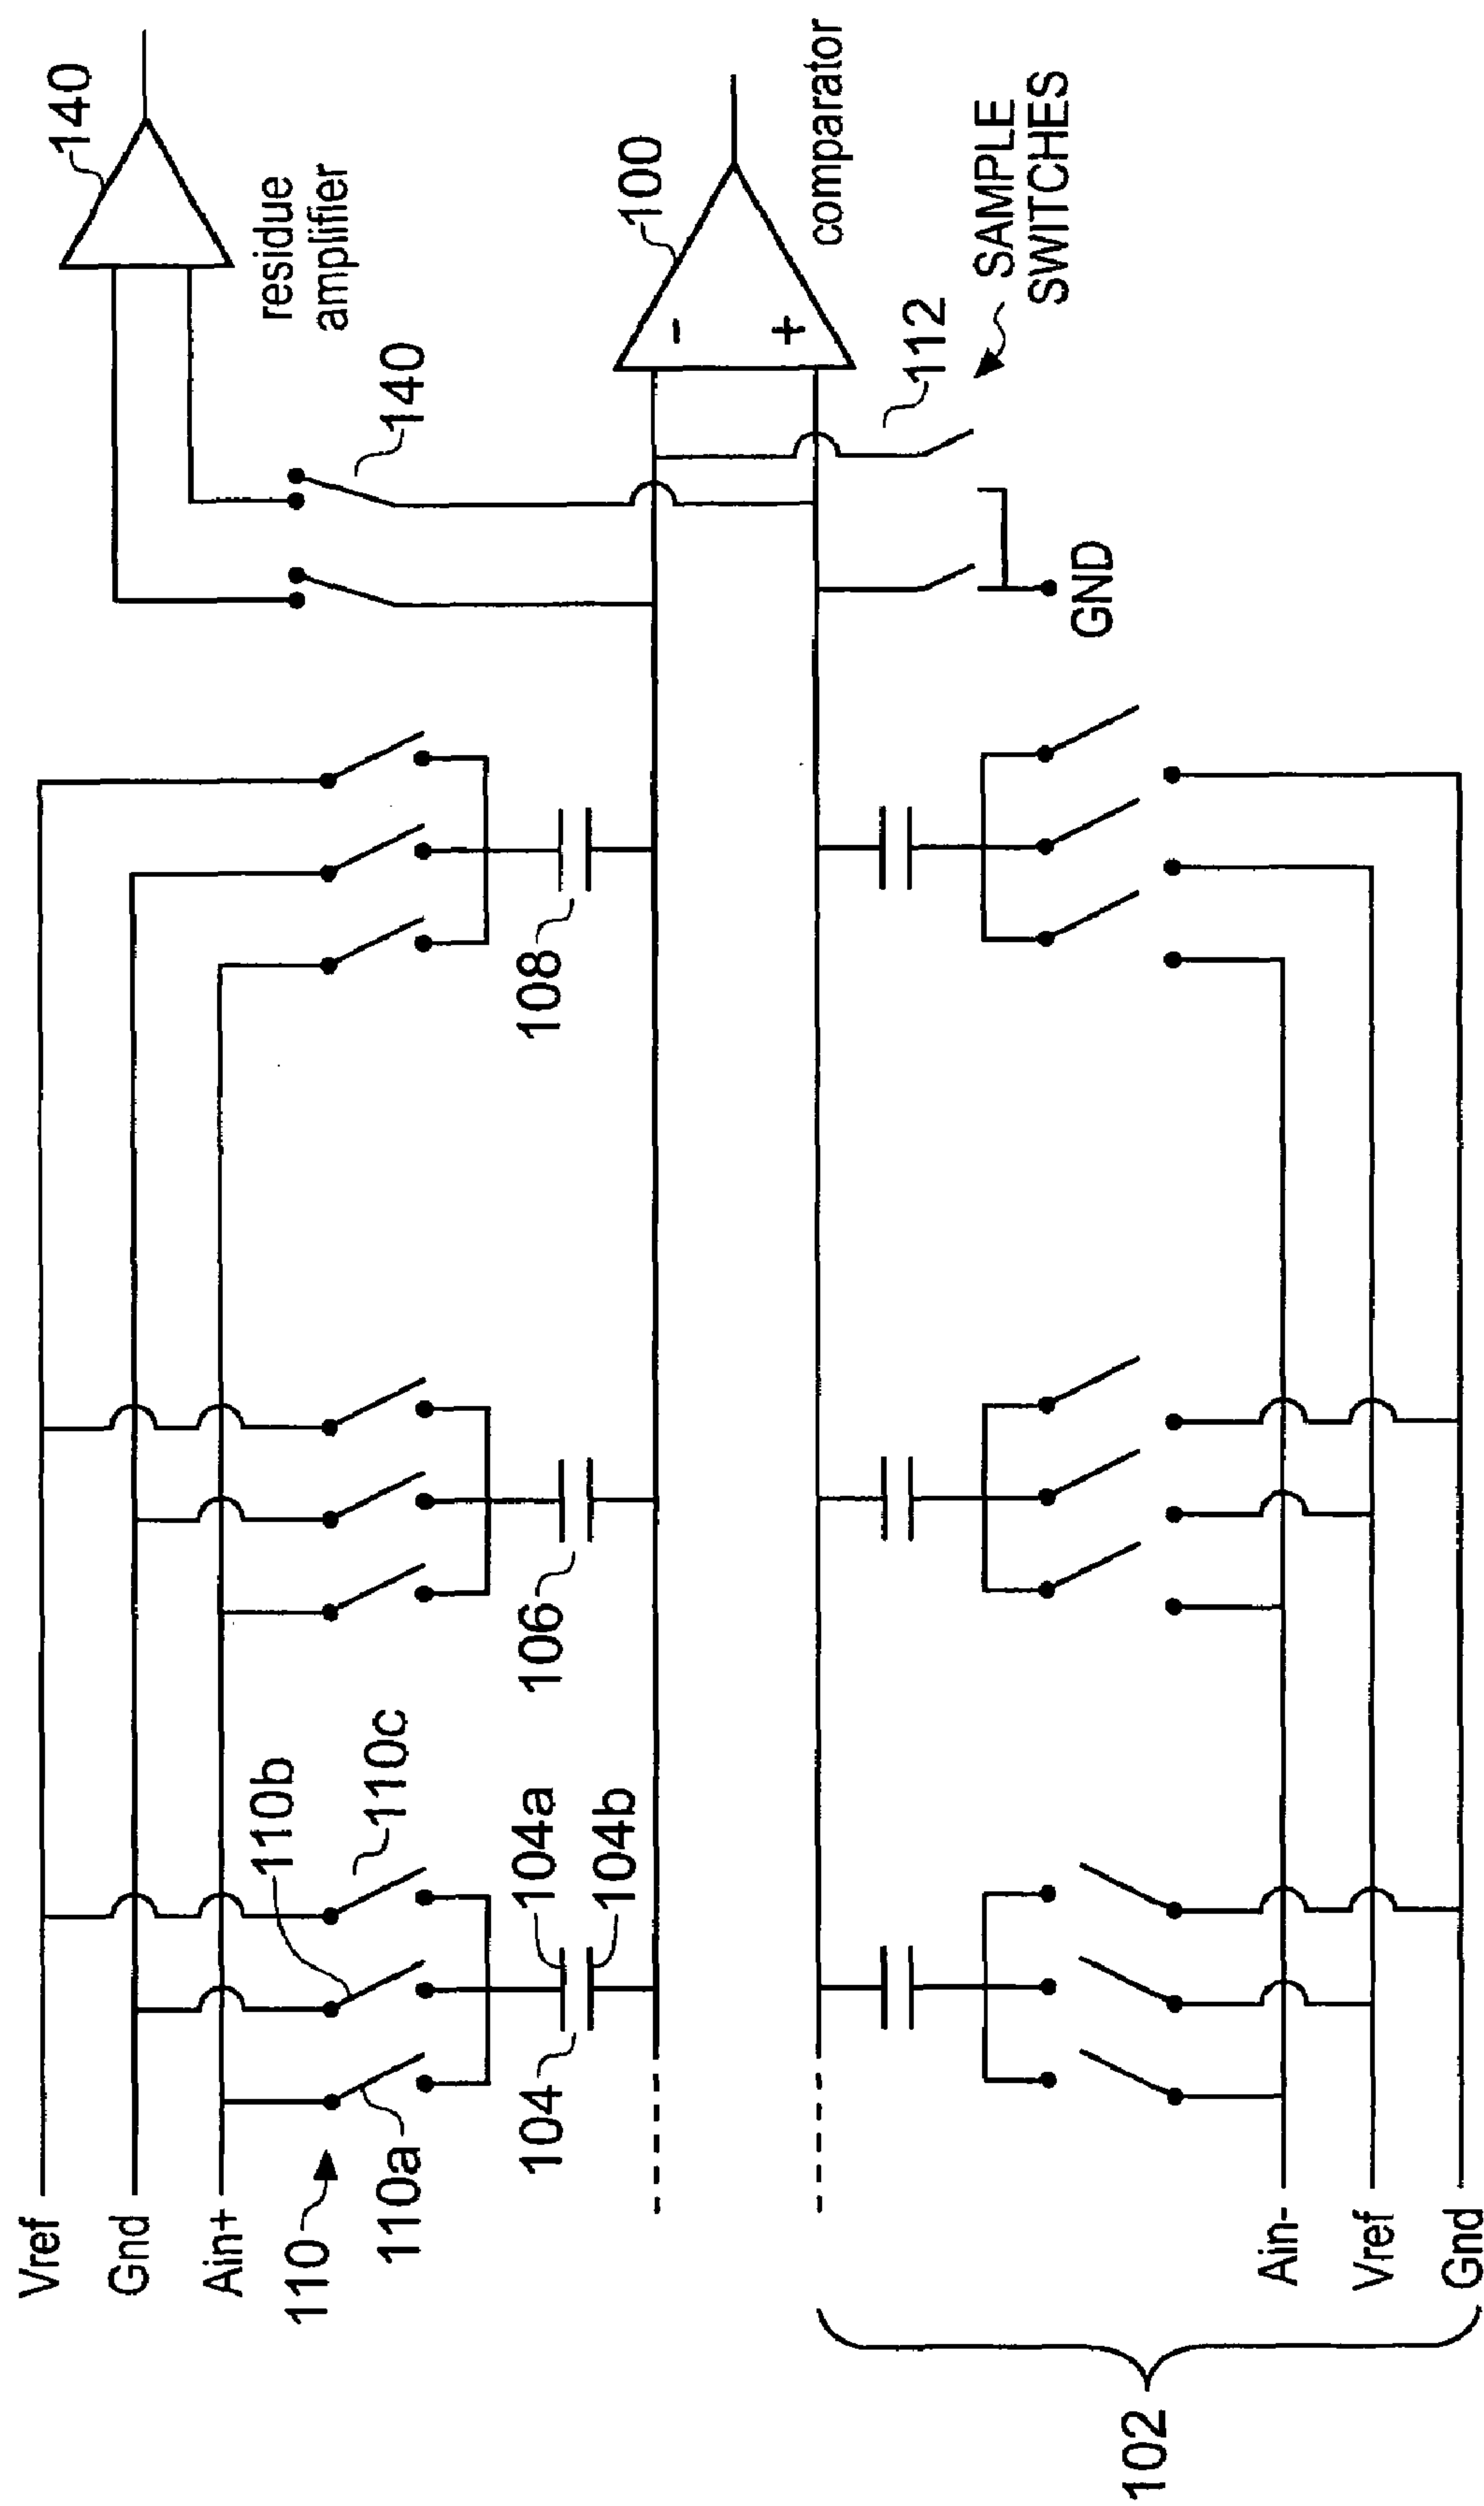 140
residue
amplifier
140
100
comparator
112
SAMPLE
SWITCHES
-
+
GND
108
106
110b
110c
104a
104b
104
110
110a
Vref
Gnd
Ain+
Ain-
Vref
Gnd
102